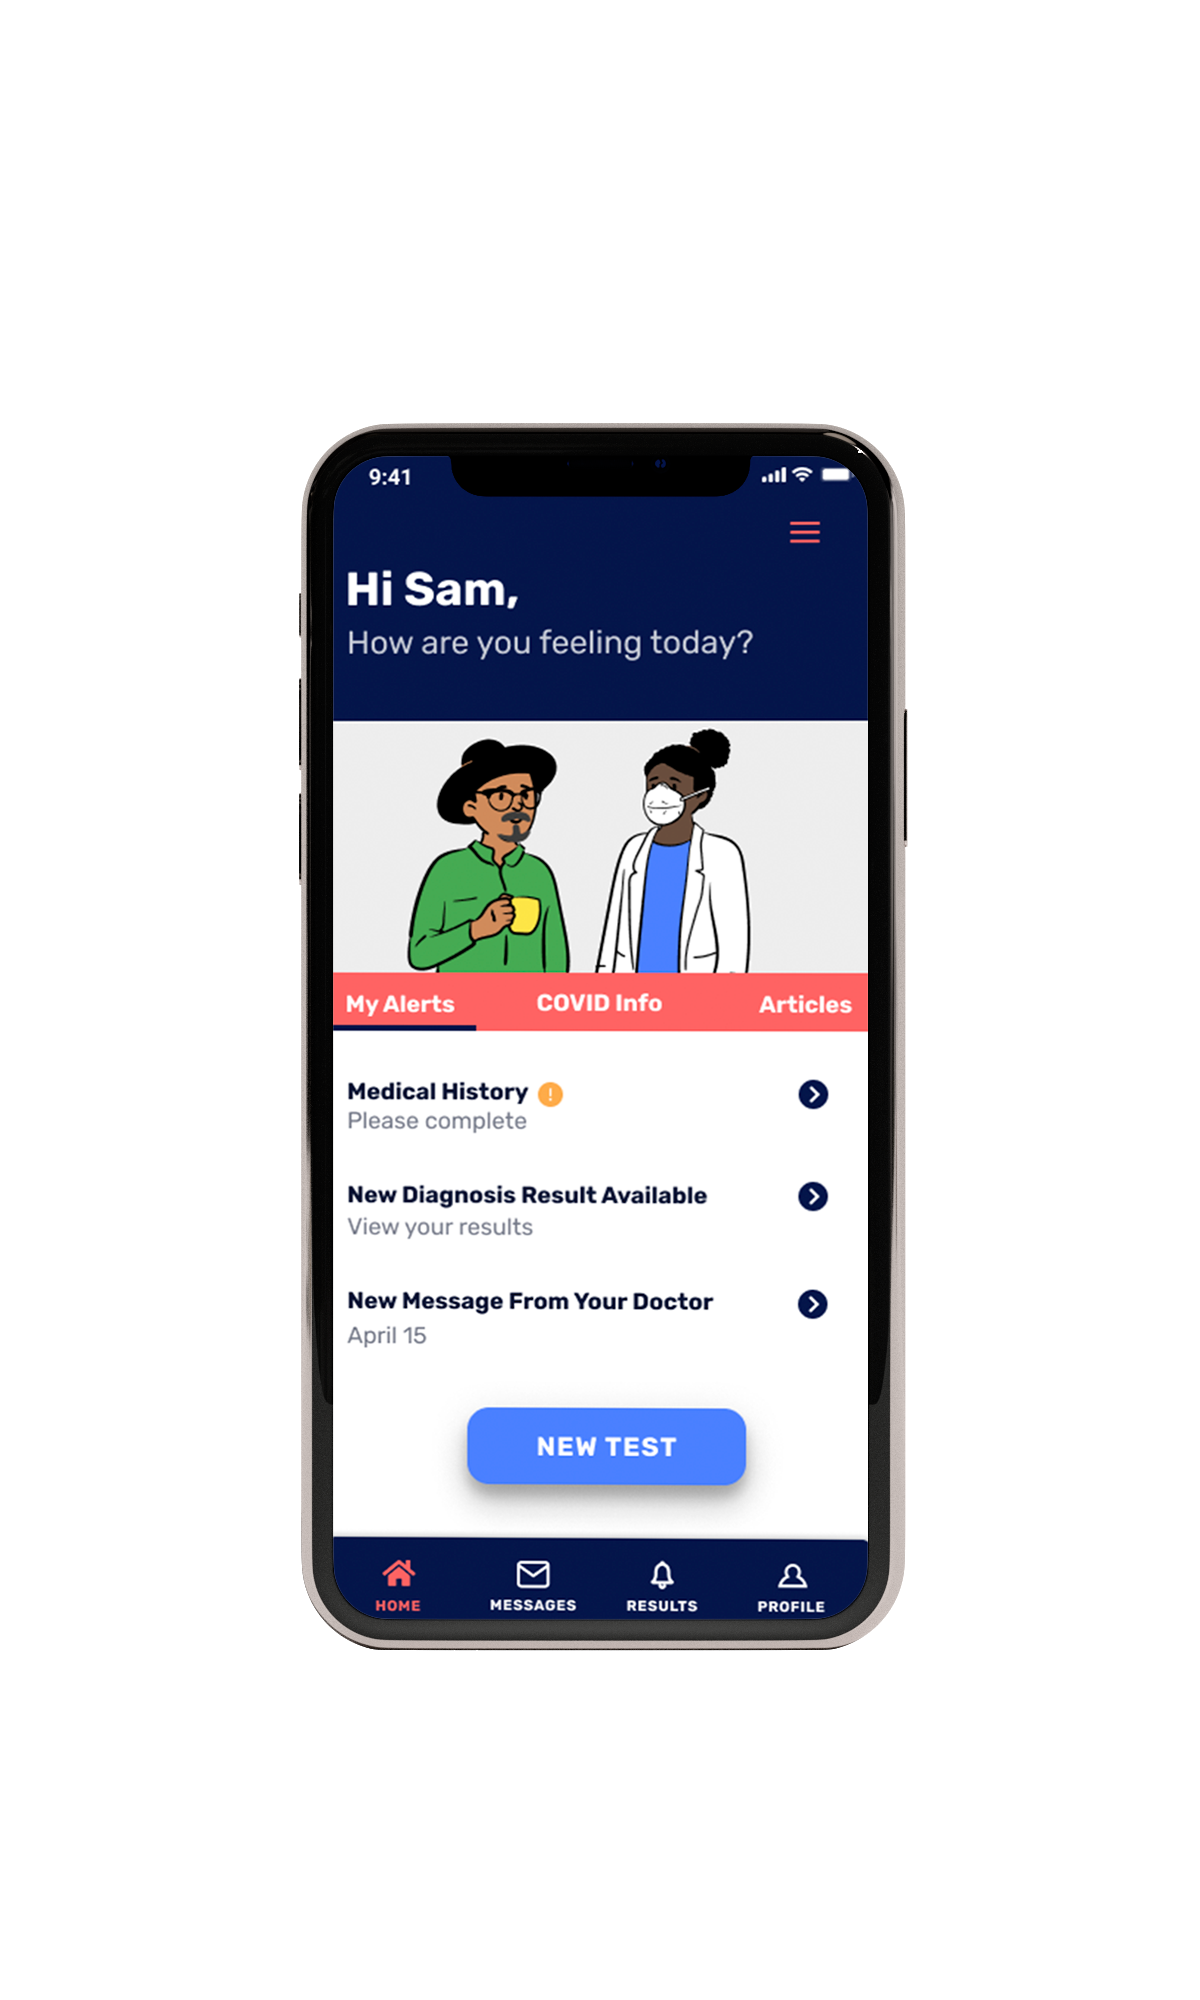 9:41
Hi Sam,
How are you feeling today?
My Alerts COVID Info Articles
Medical History !
Please complete
New Diagnosis Result Available
View your results
New Message From Your Doctor
April 15
NEW TEST
HOME MESSAGES RESULTS PROFILE